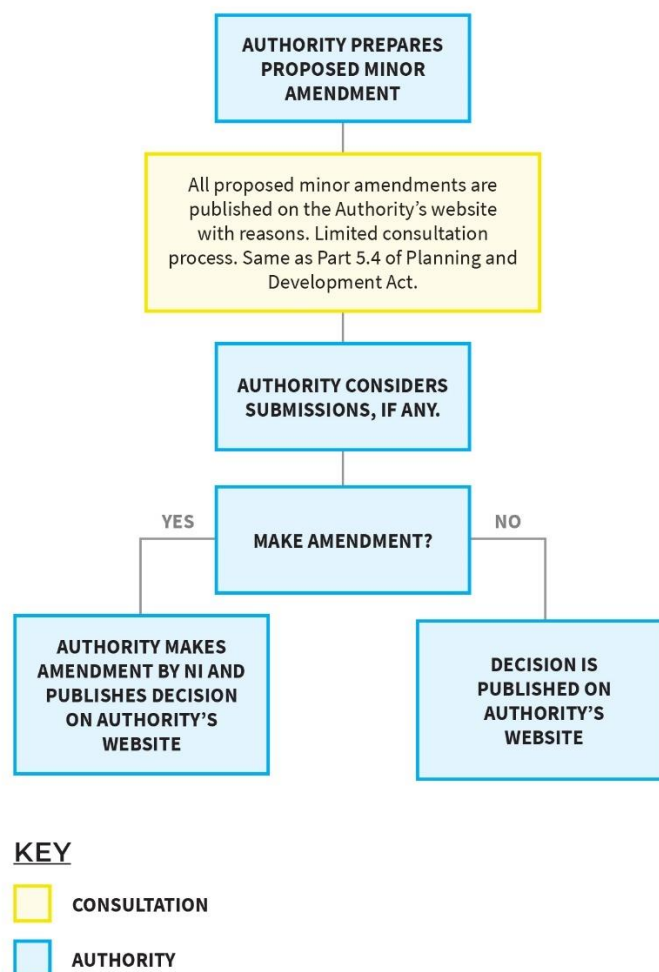 AUTHORITY PREPARES
PROPOSED MINOR
AMENDMENT
All proposed minor amendments are
published on the Authority’s website
with reasons. Limited consultation
process. Same as Part 5.4 of Planning and
Development Act.
AUTHORITY CONSIDERS
SUBMISSIONS, IF ANY.
MAKE AMENDMENT?
YES
NO
AUTHORITY MAKES
AMENDMENT BY NI AND
PUBLISHES DECISION
ON AUTHORITY’S
WEBSITE
DECISION IS
PUBLISHED ON
AUTHORITY’S
WEBSITE
KEY
CONSULTATION
AUTHORITY